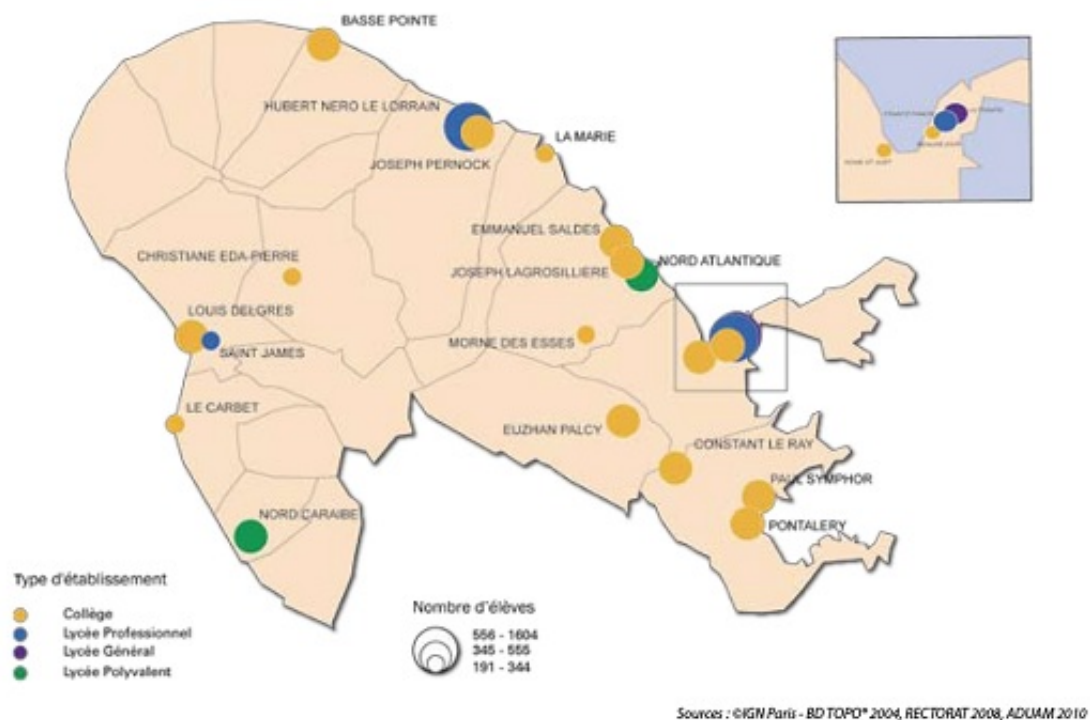 BASSE POINTE
HUBERT NERO LE LORRAIN
JOSEPH PERNOCK
LA MARIE
EMMANUEL SALDES
NORD ATLANTIQUE
JOSEPH LAGROSILLIERE
CHRISTIANE EDA-PIERRE
LOUIS DELGRES
SAINT JAMES
MORNE DES ESSES
LE CARBET
EUZHAN PALCY
CONSTANT LE RAY
PAUL SYMPHOR
NORD CARAIBE
PONTALERY
Type d'établissement
Collège
Lycée Professionnel
Lycée Général
Lycée Polyvalent
Nombre d'élèves
556 - 1604
345 - 555
191 - 344
Sources : ©IGN Paris - BD TOPO® 2004, RECTORAT 2008, ADUAM 2010